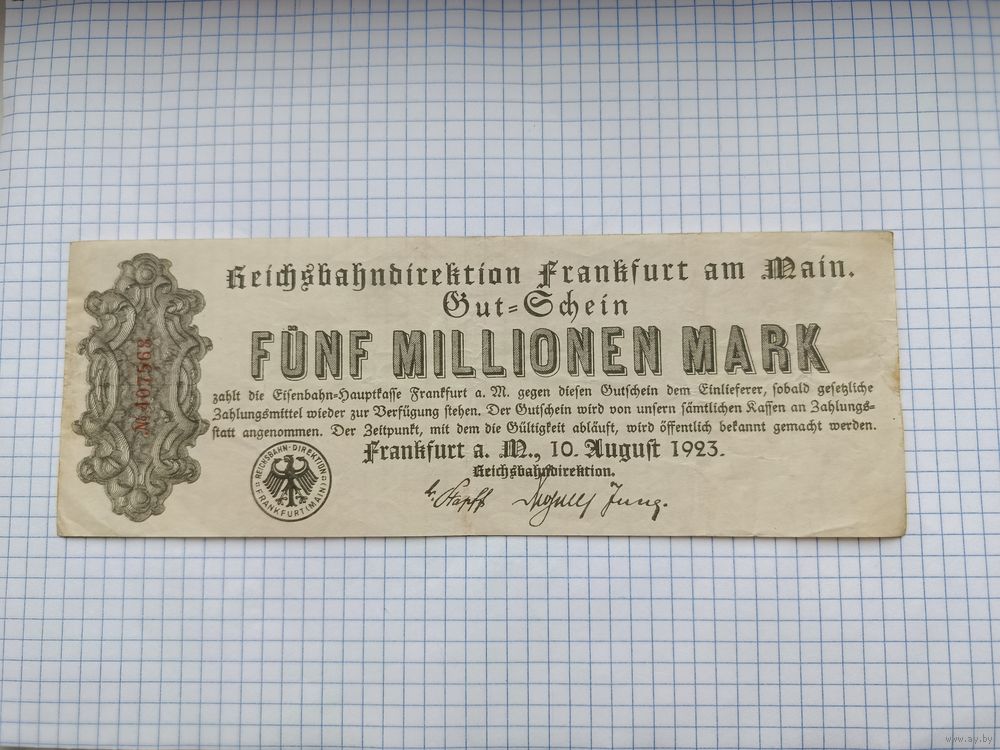 Reichsbahndirektion Frankfurt am Main.
Gut=Schein
FÜNF MILLIONEN MARK
zahlt die Eisenbahn=Hauptkasse Frankfurt a. M. gegen diesen Gutschein dem Einlieferer, sobald gesetzliche
Zahlungsmittel wieder zur Verfügung stehen. Der Gutschein wird von unsern sämtlichen Kassen an Zahlungs=
statt angenommen. Der Zeitpunkt, mit dem die Gültigkeit abläuft, wird öffentlich bekannt gemacht werden.
Frankfurt a. M., 10. August 1923.
Reichsbahndirektion.
Jung.
REICHSBAHN-DIREKTION
FRANKFURT (MAIN)
№ 407568
www.ay.by